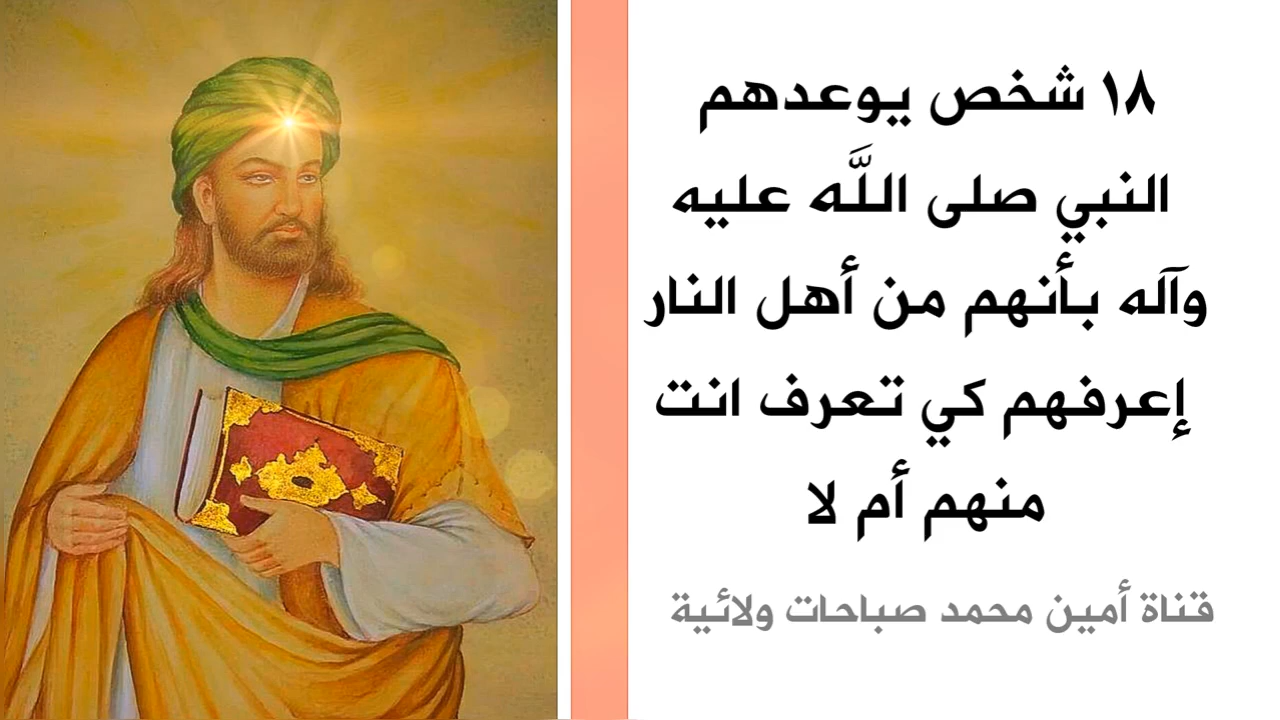 ١٨ شخص يوعدهم
النبي صلى اللَّه عليه
وآله بأنهم من أهل النار
إعرفهم كي تعرف انت
منهم أم لا
قناة أمين محمد صباحات ولائية